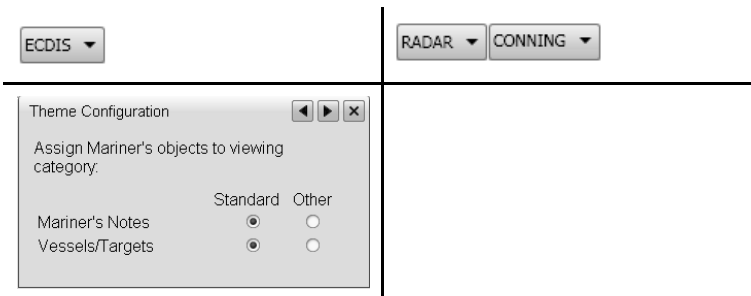 ECDIS
RADAR CONNING
Theme Configuration
Assign Mariner's objects to viewing
category:
Standard Other
Mariner's Notes
Vessels/Targets